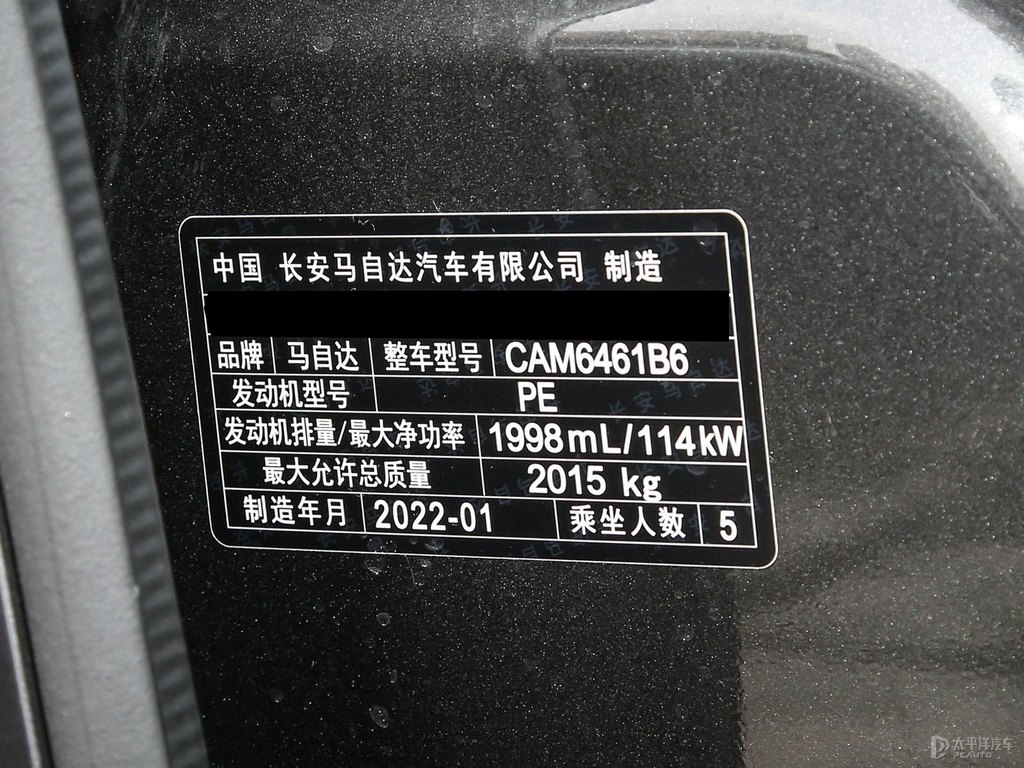 中国 长安马自达汽车有限公司 制造
品牌 马自达 整车型号 CAM6461B6
发动机型号 PE
发动机排量/最大净功率 1998mL/114kW
最大允许总质量 2015 kg
制造年月 2022-01 乘坐人数 5
太平洋汽车
PCAUTO